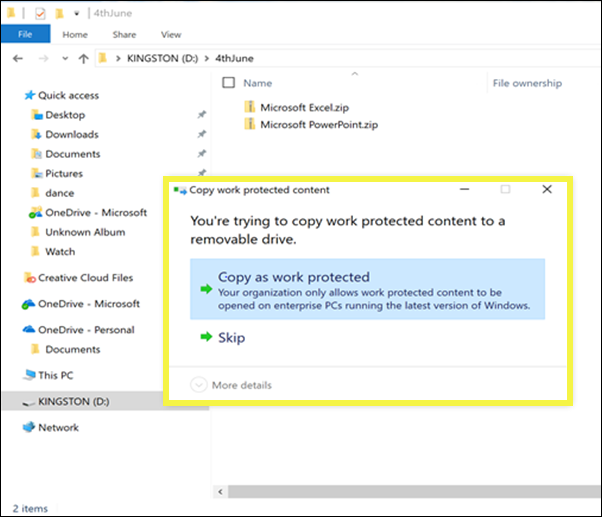 4thJune
File
Home
Share
View
KINGSTON (D:)
4thJune
Name
File ownership
Quick access
Desktop
Downloads
Documents
Pictures
dance
OneDrive - Microsoft
Unknown Album
Watch
Creative Cloud Files
OneDrive - Microsoft
OneDrive - Personal
Documents
This PC
KINGSTON (D:)
Network
Microsoft Excel.zip
Microsoft PowerPoint.zip
Copy work protected content
You're trying to copy work protected content to a
removable drive.
Copy as work protected
Your organization only allows work protected content to be
opened on enterprise PCs running the latest version of Windows.
Skip
More details
2 items